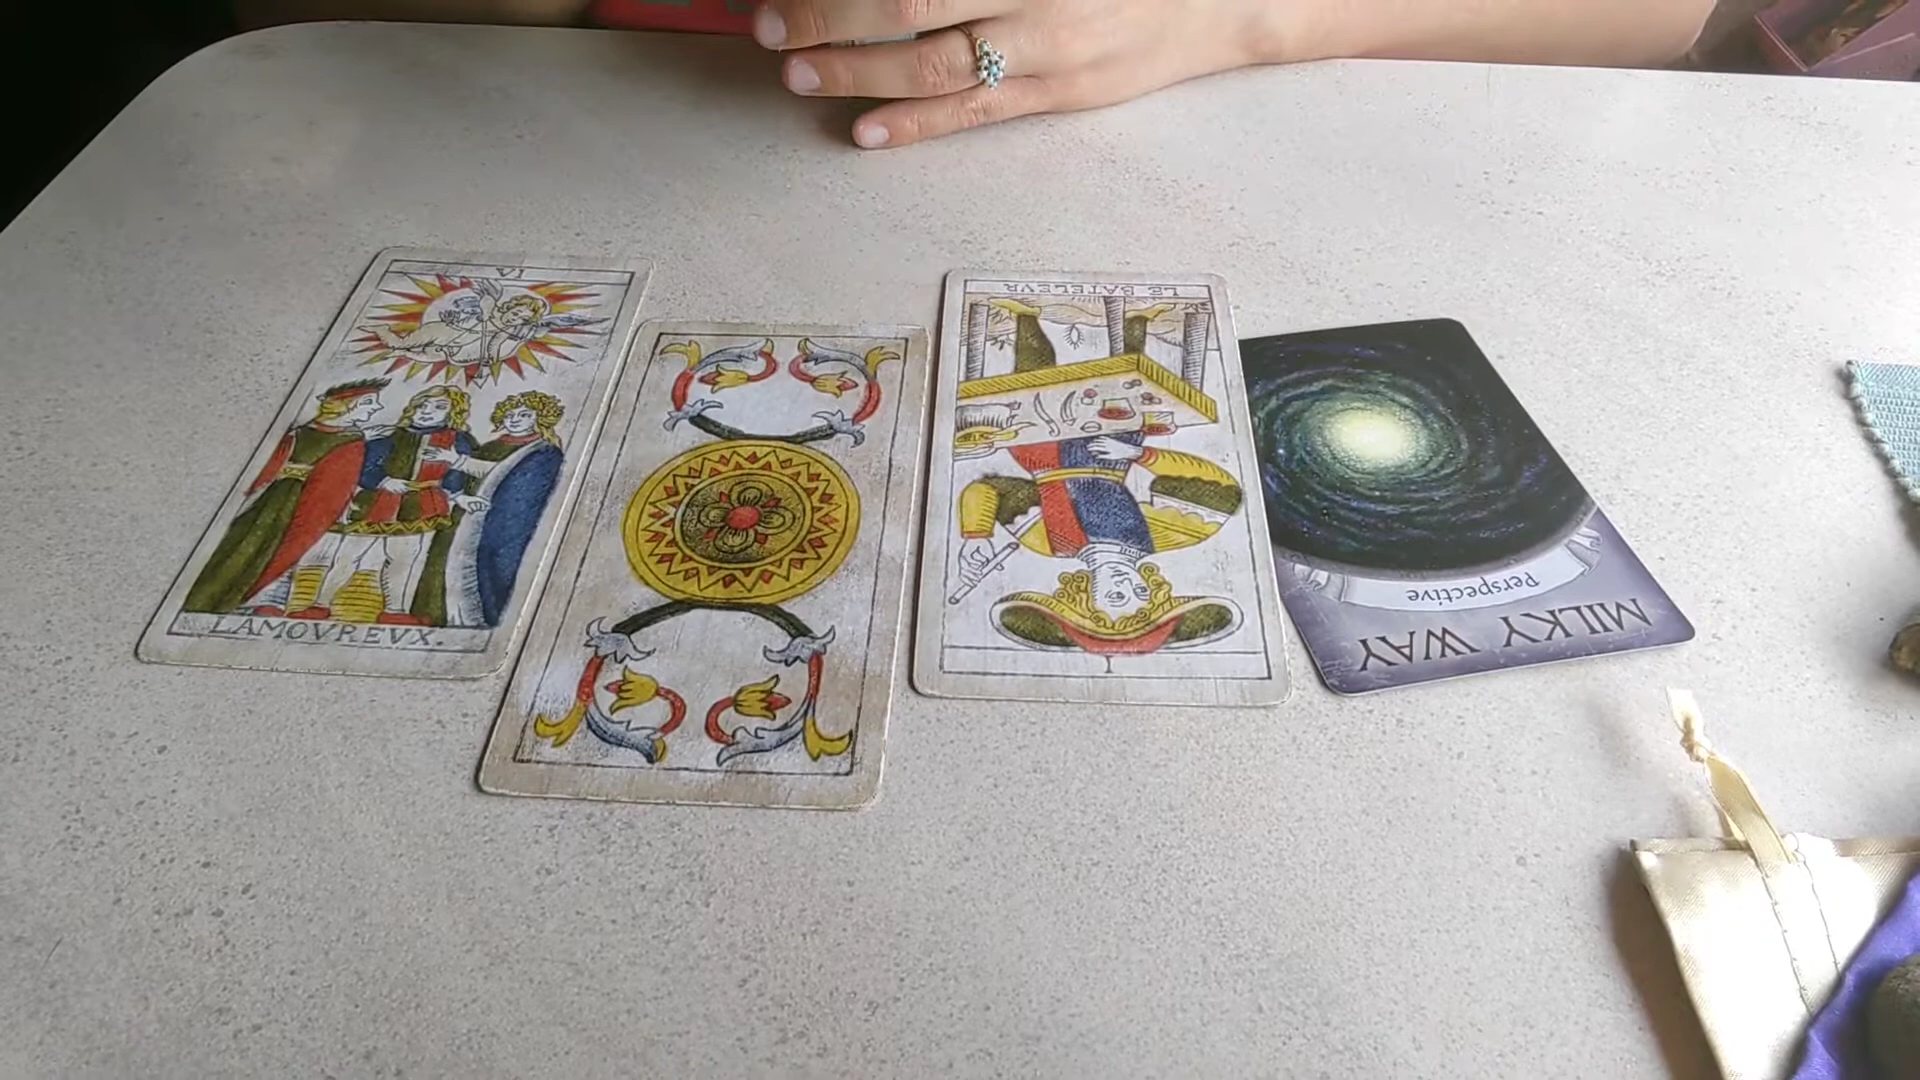 VI
LAMOVREVX.
LE BATELEVR
I
Perspective
MILKY WAY